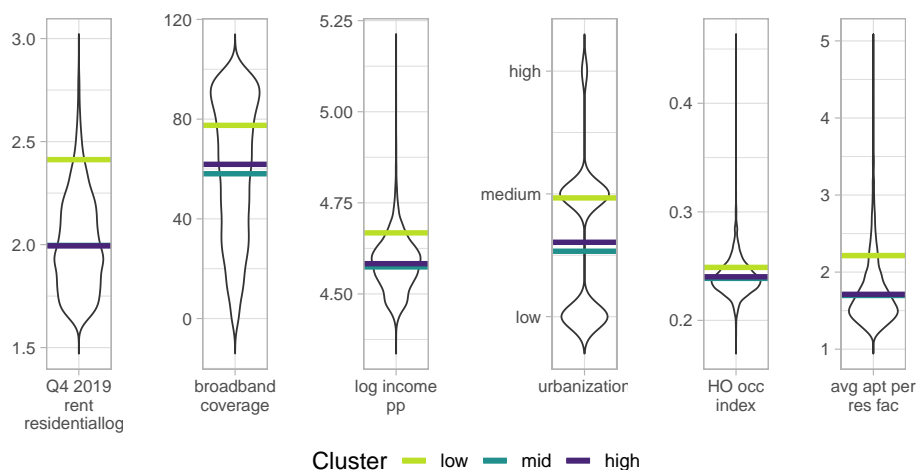 3.0
2.5
2.0
1.5
Q4 2019
rent
residentiallog
120
80
40
0
broadband
coverage
5.25
5.00
4.75
4.50
log income
pp
high
medium
low
urbanization
0.4
0.3
0.2
HO occ
index
5
4
3
2
1
avg apt per
res fac
Cluster low mid high